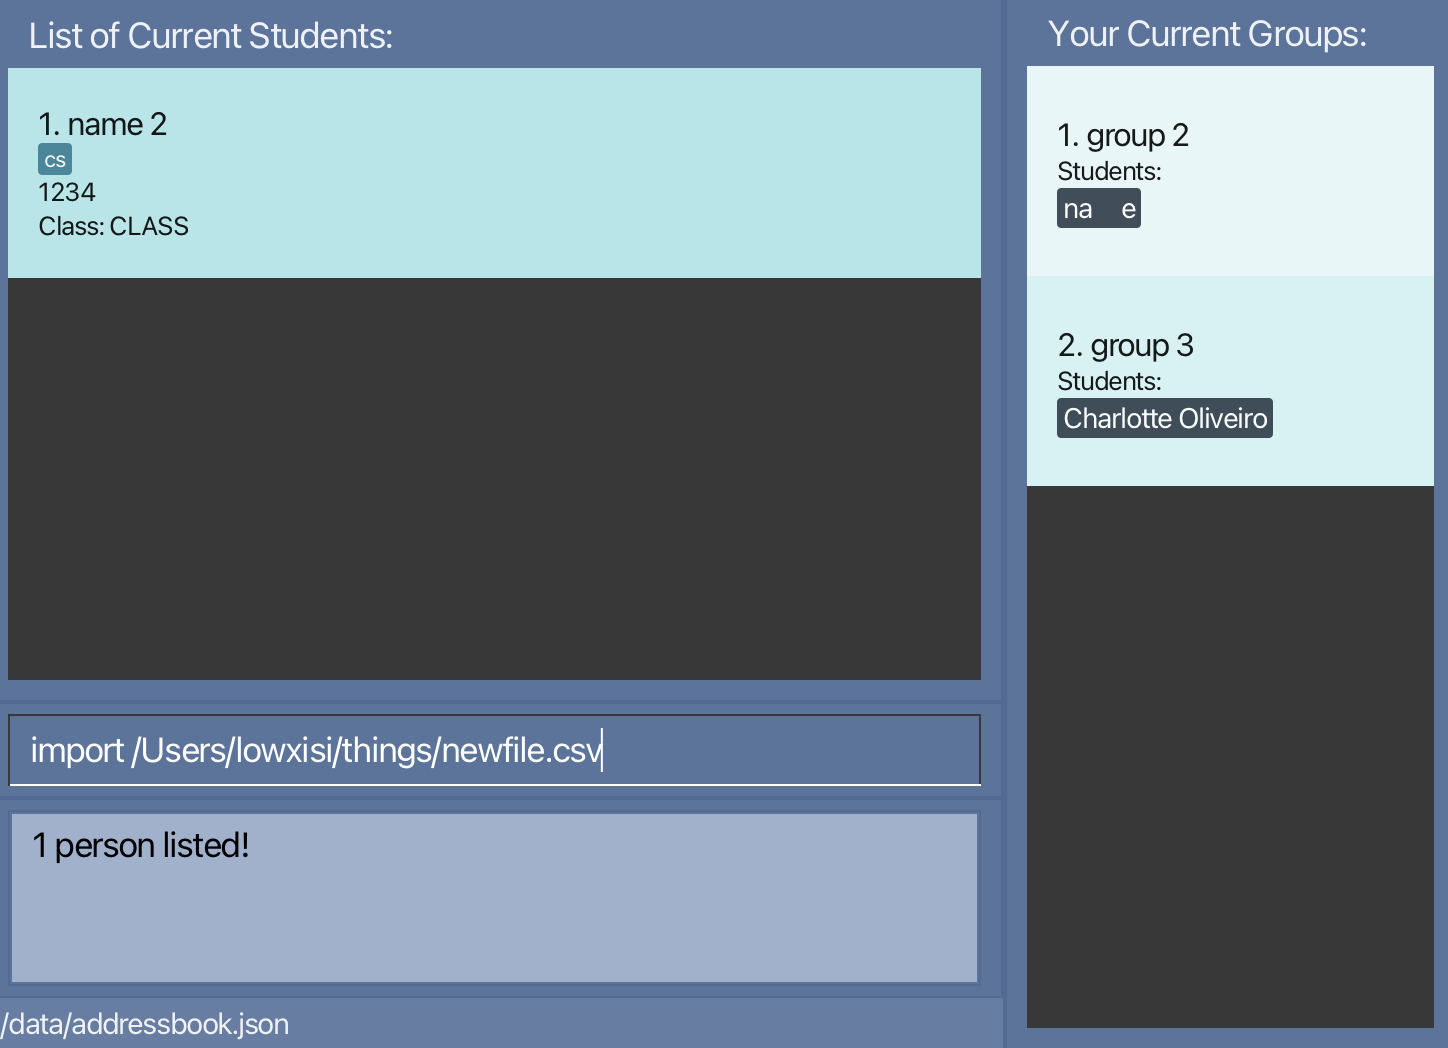 List of Current Students:
1. name 2
cs
1234
Class: CLASS
import /Users/lowxisi/things/newfile.csv
1 person listed!
/data/addressbook.json
Your Current Groups:
1. group 2
Students:
na e
2. group 3
Students:
Charlotte Oliveiro